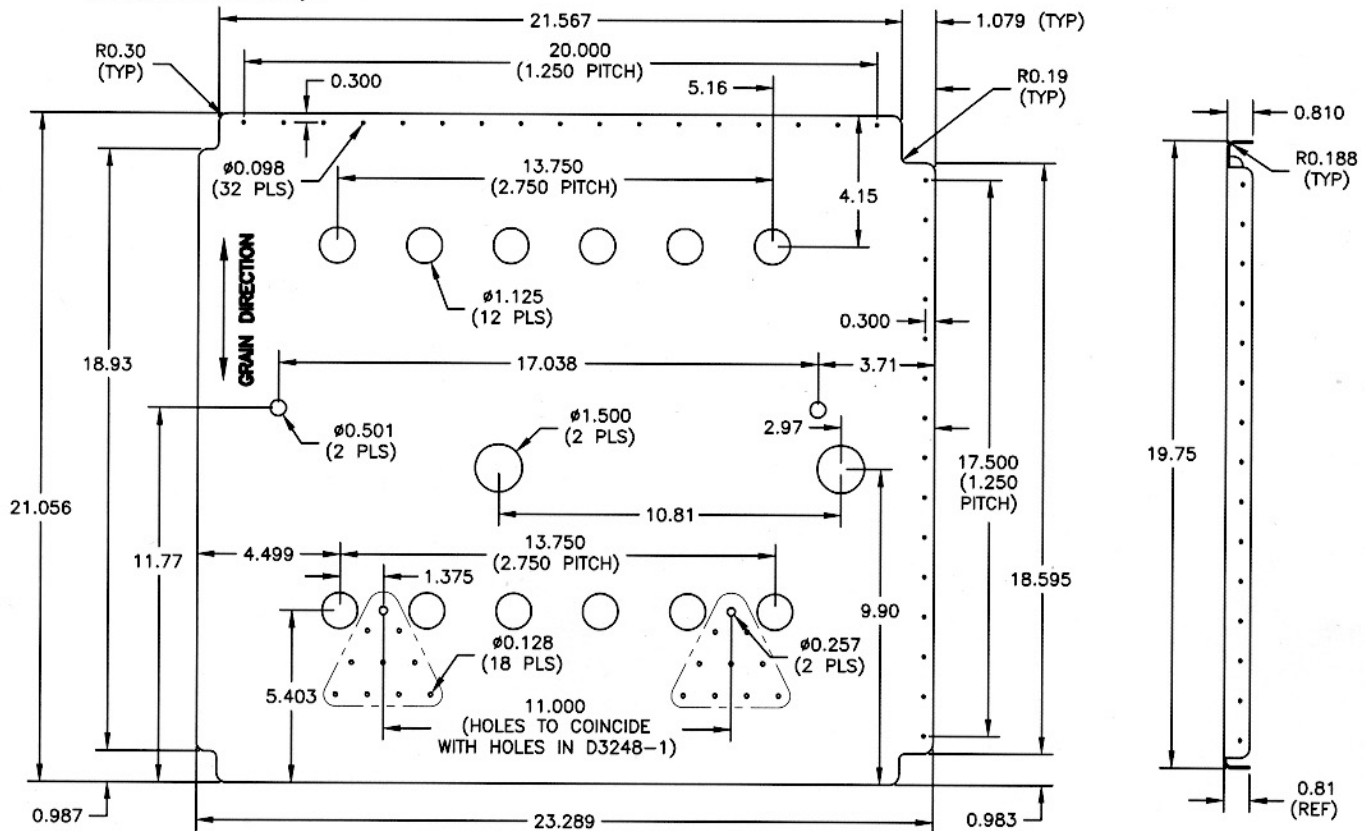 21.567
1.079 (TYP)
R0.30
(TYP)
20.000
(1.250 PITCH)
0.300
5.16
R0.19
(TYP)
0.810
R0.188
(TYP)
Ø0.098
(32 PLS)
13.750
(2.750 PITCH)
4.15
GRAIN DIRECTION
Ø1.125
(12 PLS)
0.300
18.93
17.038
3.71
Ø0.501
(2 PLS)
Ø1.500
(2 PLS)
2.97
17.500
(1.250
PITCH)
19.75
21.056
11.77
10.81
4.499
13.750
(2.750 PITCH)
1.375
18.595
9.90
Ø0.128
(18 PLS)
Ø0.257
(2 PLS)
5.403
11.000
(HOLES TO COINCIDE
WITH HOLES IN D3248-1)
0.987
23.289
0.983
0.81
(REF)